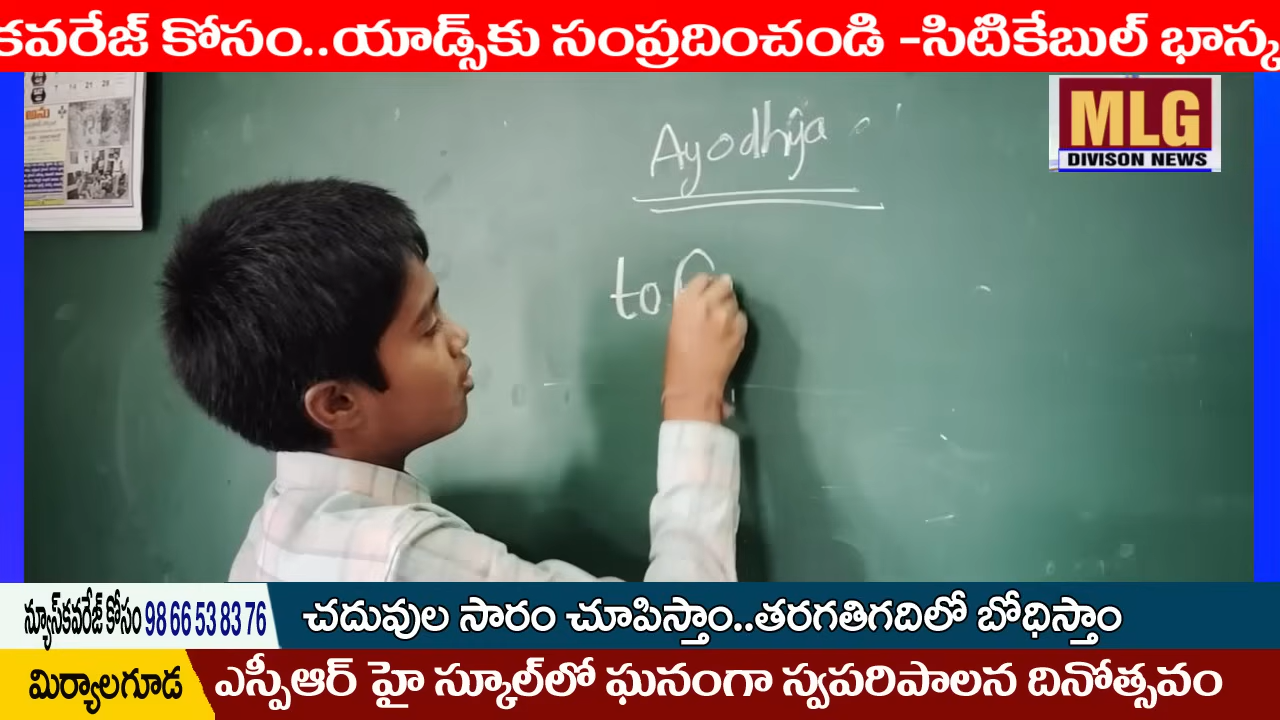 కవరేజ్ కోసం..యాడ్స్‌కు సంప్రదించండి -సిటికేబుల్ భాస్క
MLG
DIVISON NEWS
Ayodhya
to
న్యూస్‌కవరేజ్ కోసం 98 66 53 83 76
చదువుల సారం చూపిస్తాం..తరగతిగదిలో బోధిస్తాం
మిర్యాలగూడ
ఎస్పీఆర్ హై స్కూల్‌లో ఘనంగా స్వపరిపాలన దినోత్సవం